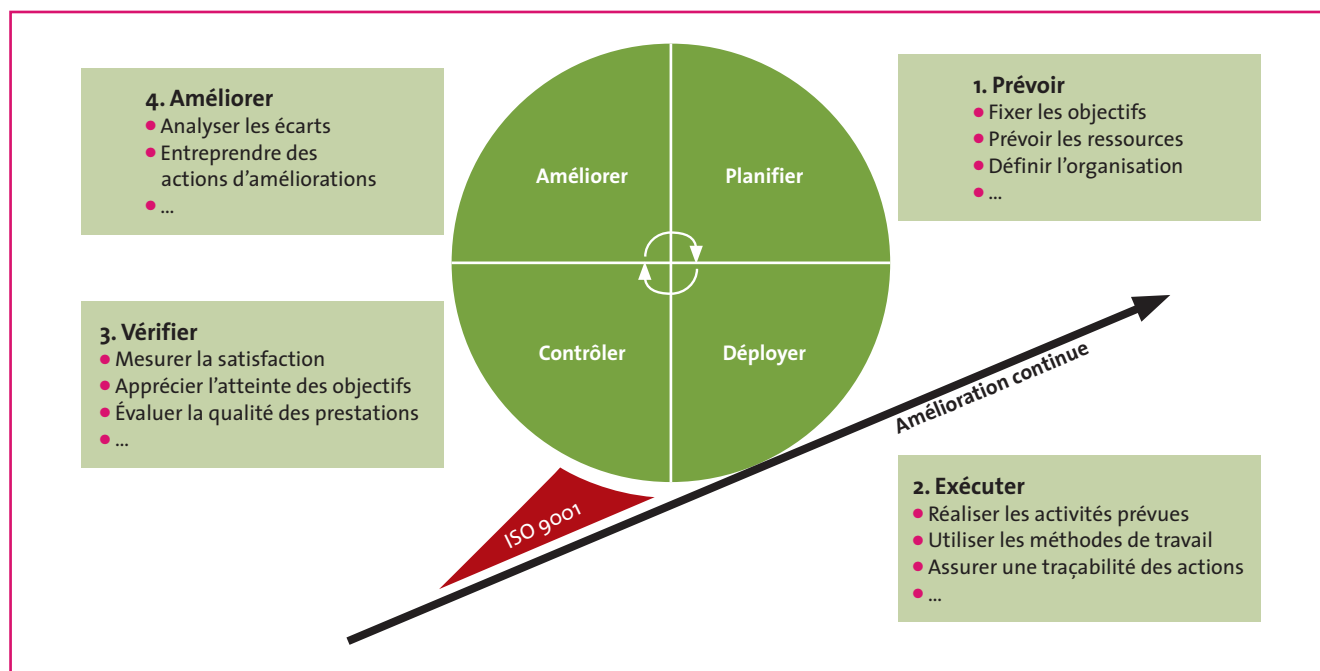 4. Améliorer
● Analyser les écarts
● Entreprendre des
actions d’améliorations
● ...
1. Prévoir
● Fixer les objectifs
● Prévoir les ressources
● Définir l’organisation
● ...
Améliorer
Planifier
Contrôler
Déployer
3. Vérifier
● Mesurer la satisfaction
● Apprécier l’atteinte des objectifs
● Évaluer la qualité des prestations
● ...
Amélioration continue
ISO 9001
2. Exécuter
● Réaliser les activités prévues
● Utiliser les méthodes de travail
● Assurer une traçabilité des actions
● ...